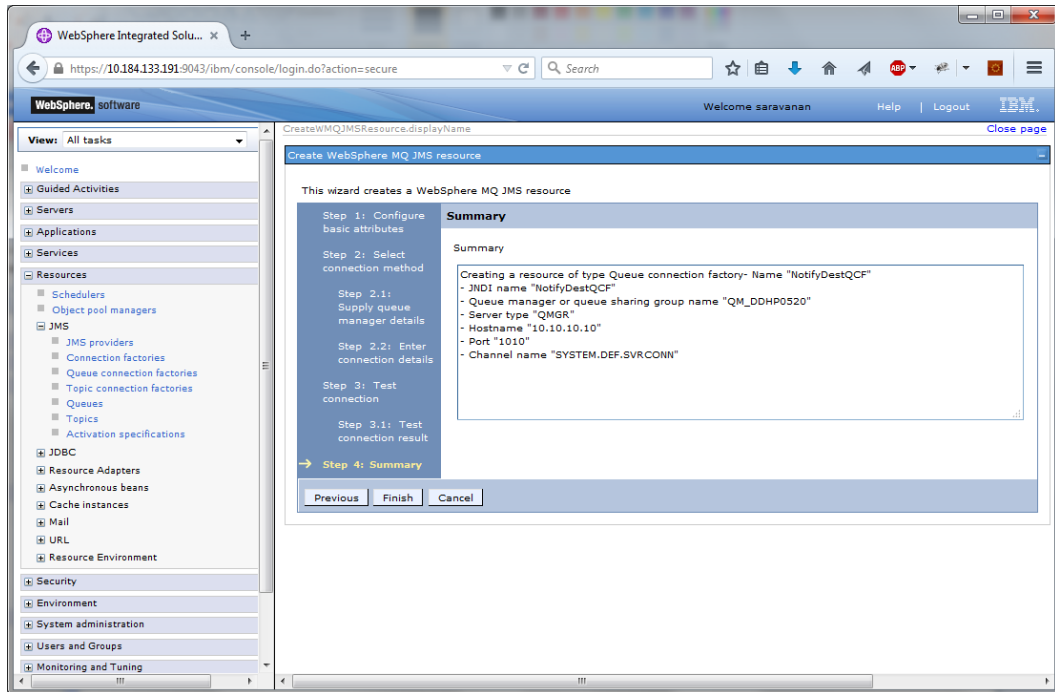 WebSphere Integrated Solu... × +
https://10.184.133.191:9043/ibm/console/login.do?action=secure
Search
ABP
WebSphere. software
Welcome saravanan
Help | Logout
IBM.
View: All tasks
Welcome
Guided Activities
Servers
Applications
Services
Resources
Schedulers
Object pool managers
JMS
JMS providers
Connection factories
Queue connection factories
Topic connection factories
Queues
Topics
Activation specifications
JDBC
Resource Adapters
Asynchronous beans
Cache instances
Mail
URL
Resource Environment
Security
Environment
System administration
Users and Groups
Monitoring and Tuning
CreateWMQJMSResource.displayName
Close page
Create WebSphere MQ JMS resource
This wizard creates a WebSphere MQ JMS resource
Step 1: Configure
basic attributes
Step 2: Select
connection method
Step 2.1:
Supply queue
manager details
Step 2.2: Enter
connection details
Step 3: Test
connection
Step 3.1: Test
connection result
Step 4: Summary
Summary
Summary
Creating a resource of type Queue connection factory- Name "NotifyDestQCF"
- JNDI name "NotifyDestQCF"
- Queue manager or queue sharing group name "QM_DDHP0520"
- Server type "QMGR"
- Hostname "10.10.10.10"
- Port "1010"
- Channel name "SYSTEM.DEF.SVRCONN"
Previous Finish Cancel